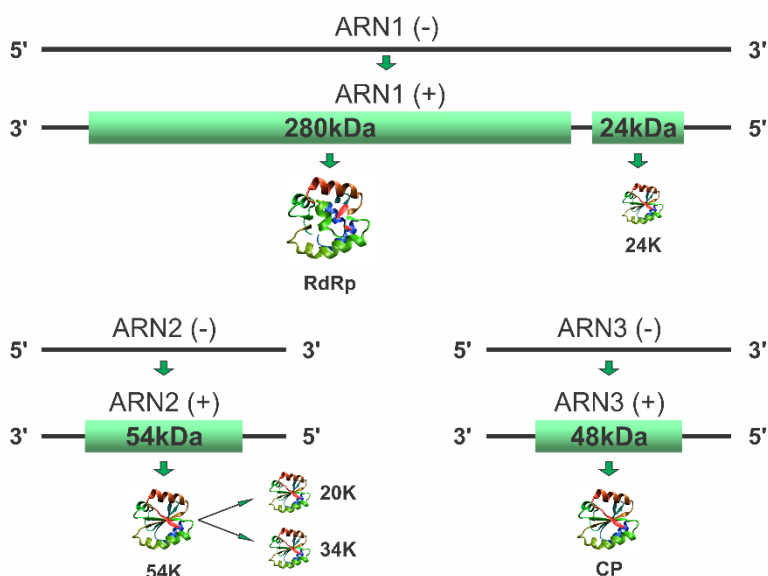 ARN1 (-)
5' 3'
ARN1 (+)
3' 280kDa 24kDa 5'
RdRp 24K
ARN2 (-) ARN3 (-)
5' 3' 5' 3'
ARN2 (+) ARN3 (+)
3' 54kDa 5' 3' 48kDa 5'
20K
34K
54K CP